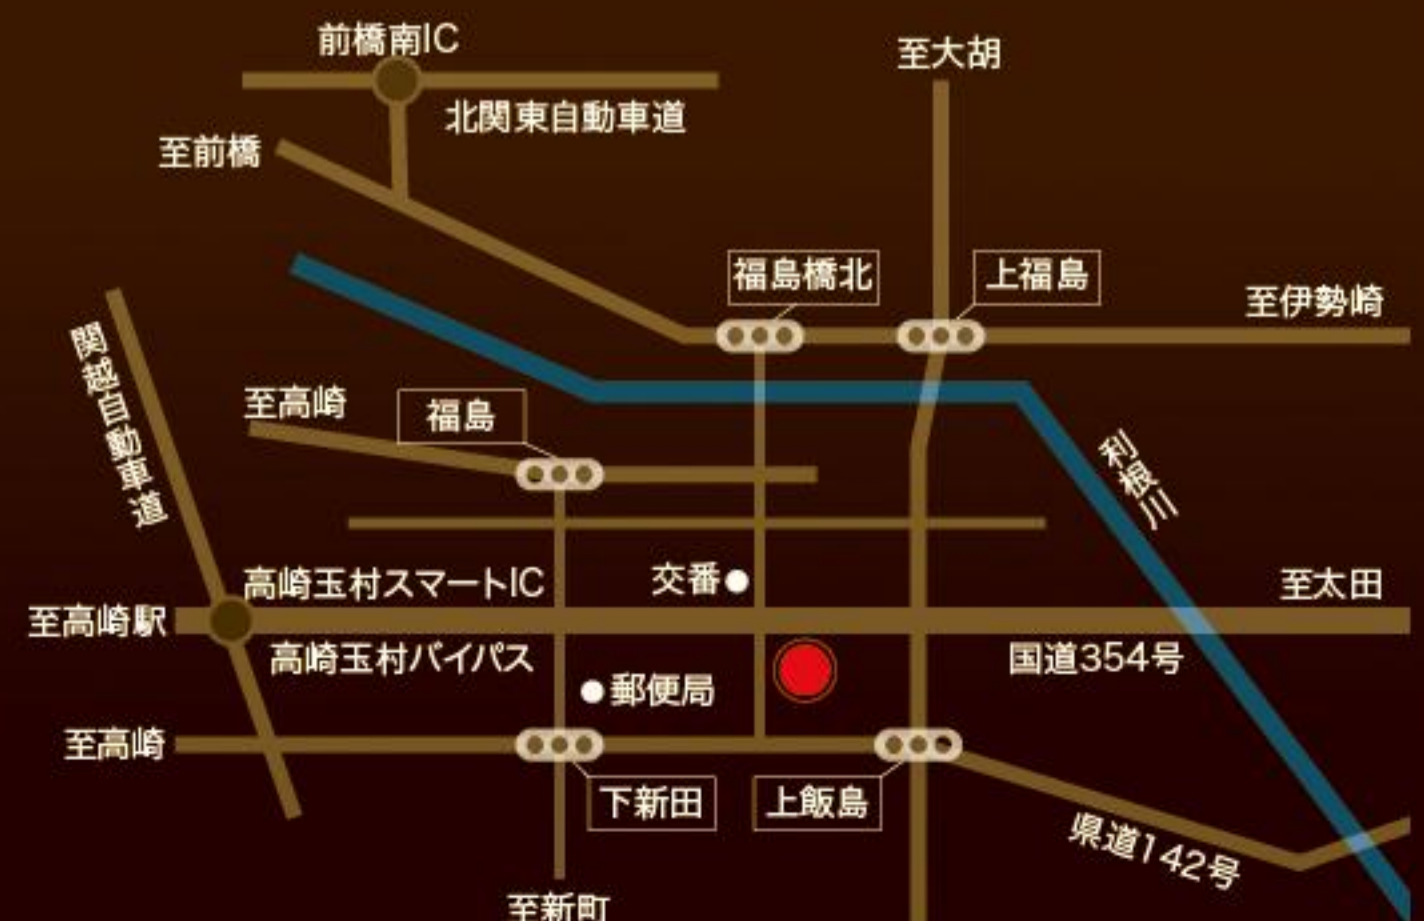 前橋南IC
至大胡
北関東自動車道
至前橋
福島橋北
上福島
至伊勢崎
関越自動車道
至高崎
福島
利根川
高崎玉村スマートIC
交番
至太田
至高崎駅
高崎玉村バイパス
国道354号
郵便局
至高崎
下新田
上飯島
県道142号
至新町